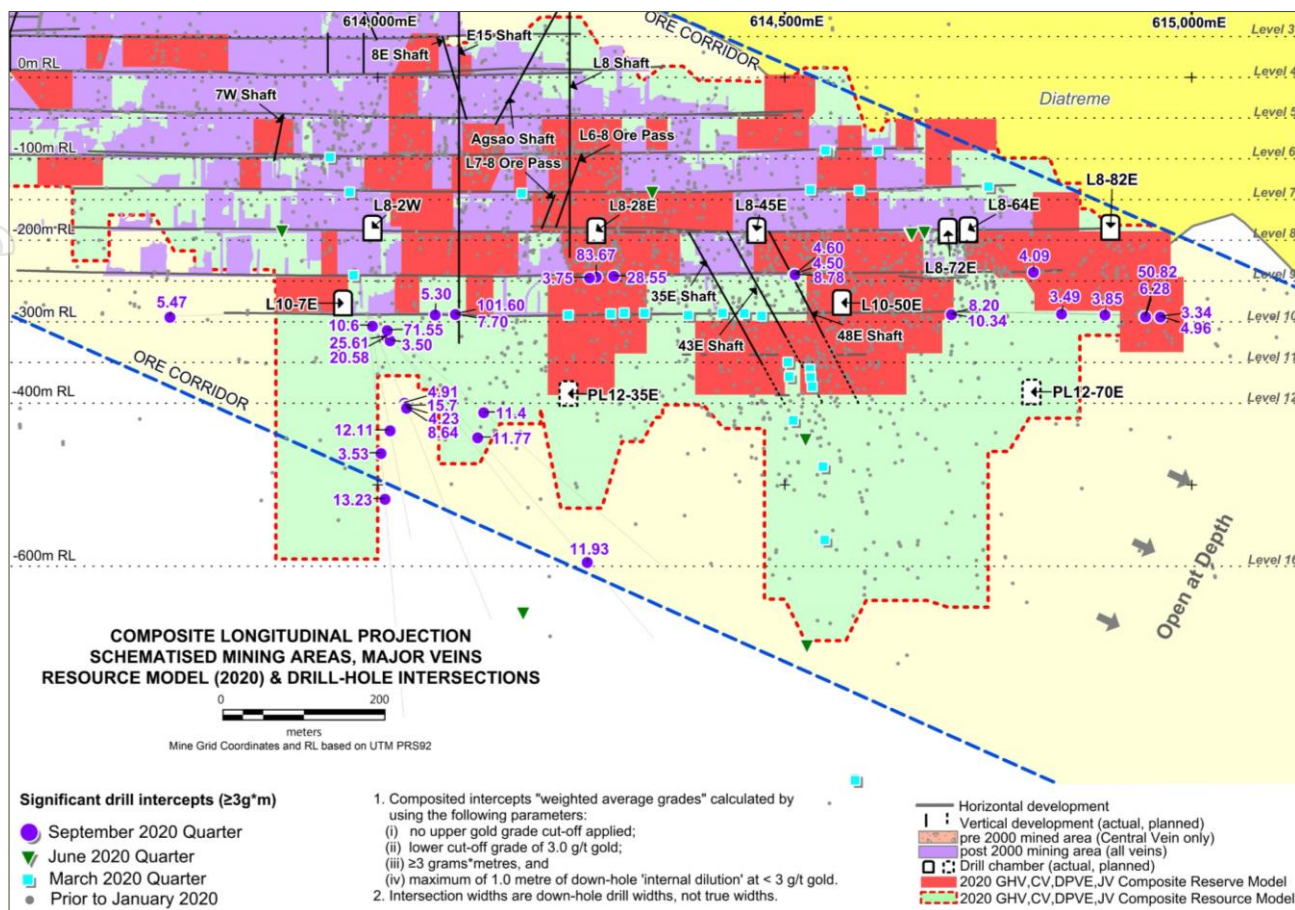 614,000mE
614,500mE
615,000mE
ORE CORRIDOR
E15 Shaft
8E Shaft
Level 3
0m RL
L8 Shaft
Level 4
7W Shaft
Diatreme
Level 5
Agsao Shaft
L6-8 Ore Pass
-100m RL
L7-8 Ore Pass
Level 6
Level 7
L8-2W
L8-28E
L8-45E
L8-64E
L8-82E
-200m RL
Level 8
83.67
4.60
4.50
8.78
3.75
28.55
L8-72E
4.09
Level 9
50.82
6.28
5.47
L10-7E
5.30
101.60
7.70
35E Shaft
L10-50E
8.20
10.34
3.49
3.85
3.34
4.96
-300m RL
Level 10
10.6
71.55
25.61
3.50
20.58
43E Shaft
48E Shaft
ORE CORRIDOR
Level 11
-400m RL
4.91
15.7
4.23
8.64
PL12-35E
PL12-70E
Level 12
11.4
12.11
11.77
3.53
13.23
Open at Depth
-600m RL
11.93
COMPOSITE LONGITUDINAL PROJECTION
SCHEMATISED MINING AREAS, MAJOR VEINS
RESOURCE MODEL (2020) & DRILL-HOLE INTERSECTIONS
0 200
meters
Mine Grid Coordinates and RL based on UTM PRS92
Significant drill intercepts (≥3g*m)
September 2020 Quarter
June 2020 Quarter
March 2020 Quarter
Prior to January 2020
1. Composited intercepts "weighted average grades" calculated by
using the following parameters:
(i) no upper gold grade cut-off applied;
(ii) lower cut-off grade of 3.0 g/t gold;
(iii) ≥3 grams*metres, and
(iv) maximum of 1.0 metre of down-hole 'internal dilution' at < 3 g/t gold.
2. Intersection widths are down-hole drill widths, not true widths.
Horizontal development
Vertical development (actual, planned)
pre 2000 mined area (Central Vein only)
post 2000 mining area (all veins)
Drill chamber (actual, planned)
2020 GHV,CV,DPVE,JV Composite Reserve Model
2020 GHV,CV,DPVE,JV Composite Resource Model